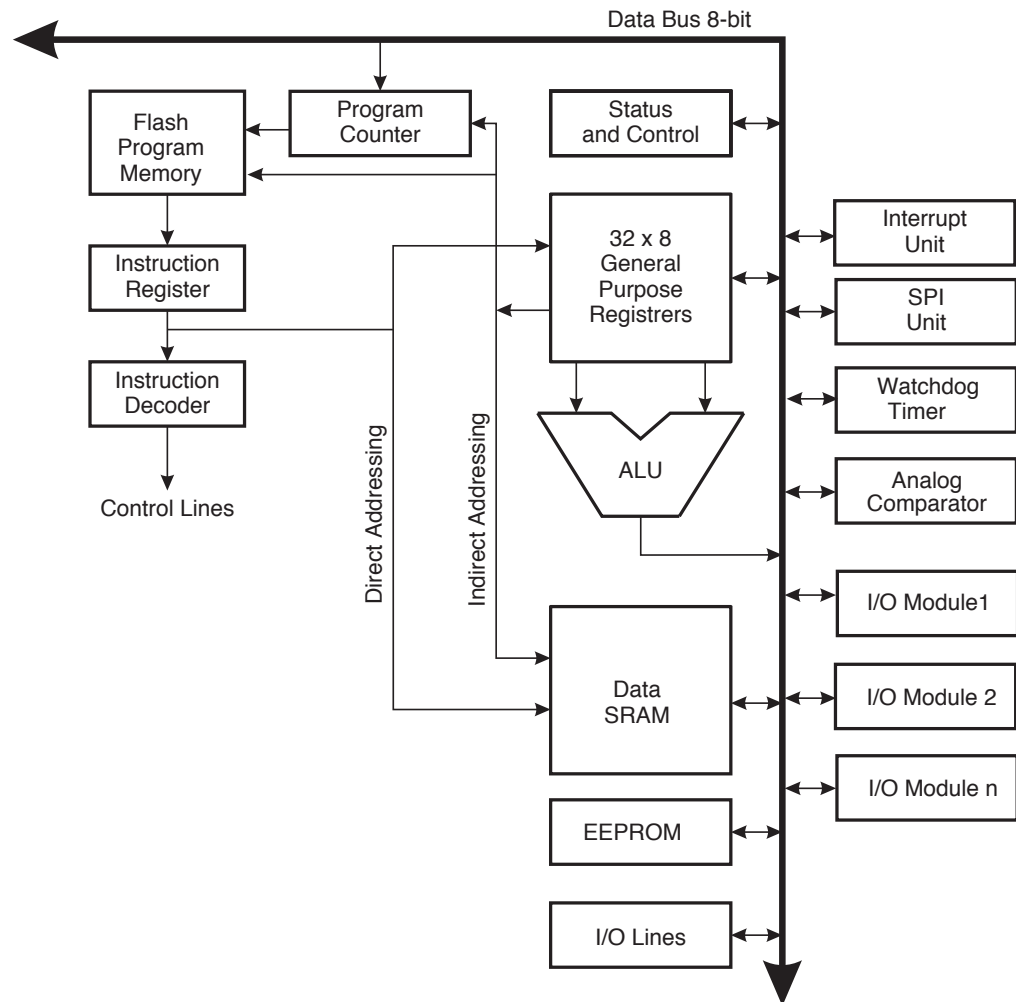 Data Bus 8-bit
Flash
Program
Memory
Program
Counter
Status
and Control
32 x 8
General
Purpose
Registrers
Interrupt
Unit
Instruction
Register
SPI
Unit
Instruction
Decoder
Watchdog
Timer
Direct Addressing
Indirect Addressing
ALU
Analog
Comparator
Control Lines
I/O Module1
Data
SRAM
I/O Module 2
I/O Module n
EEPROM
I/O Lines